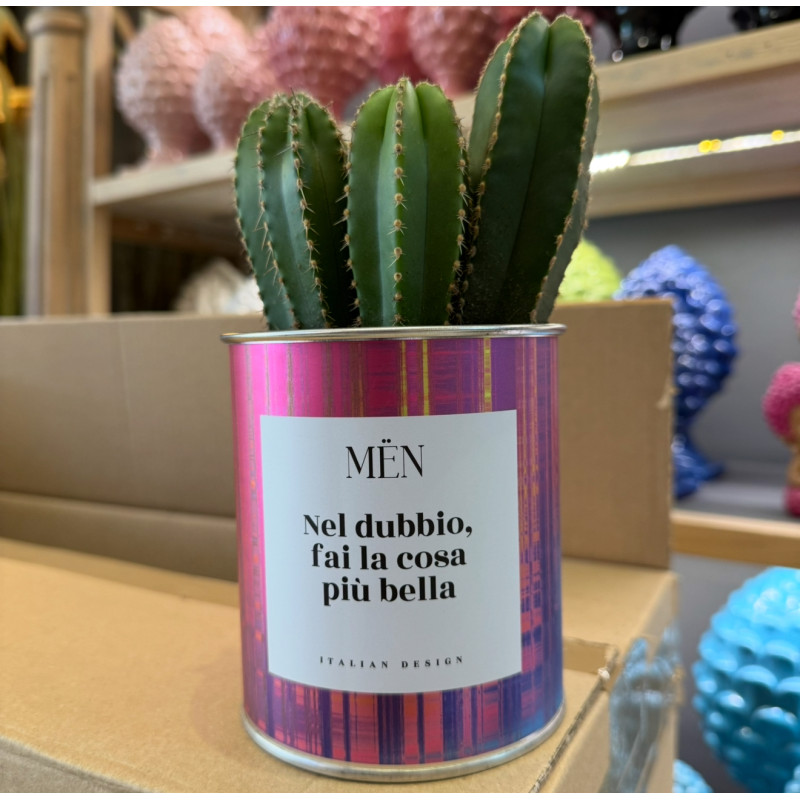 MËN
Nel dubbio,
fai la cosa
più bella
ITALIAN DESIGN